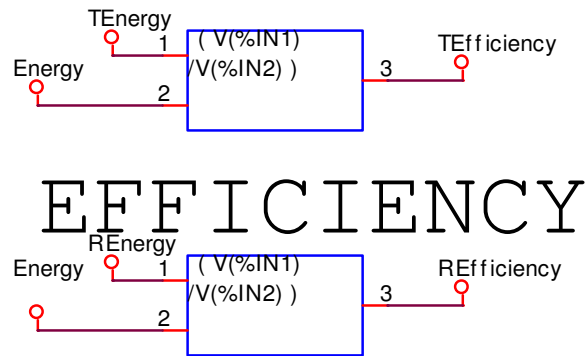 TEnergy
1 ( V(%IN1)
TEfficiency
Energy
/V(%IN2) )
3
2
EFFICIENCY
REnergy
Energy
1 ( V(%IN1)
REfficiency
/V(%IN2) )
3
2